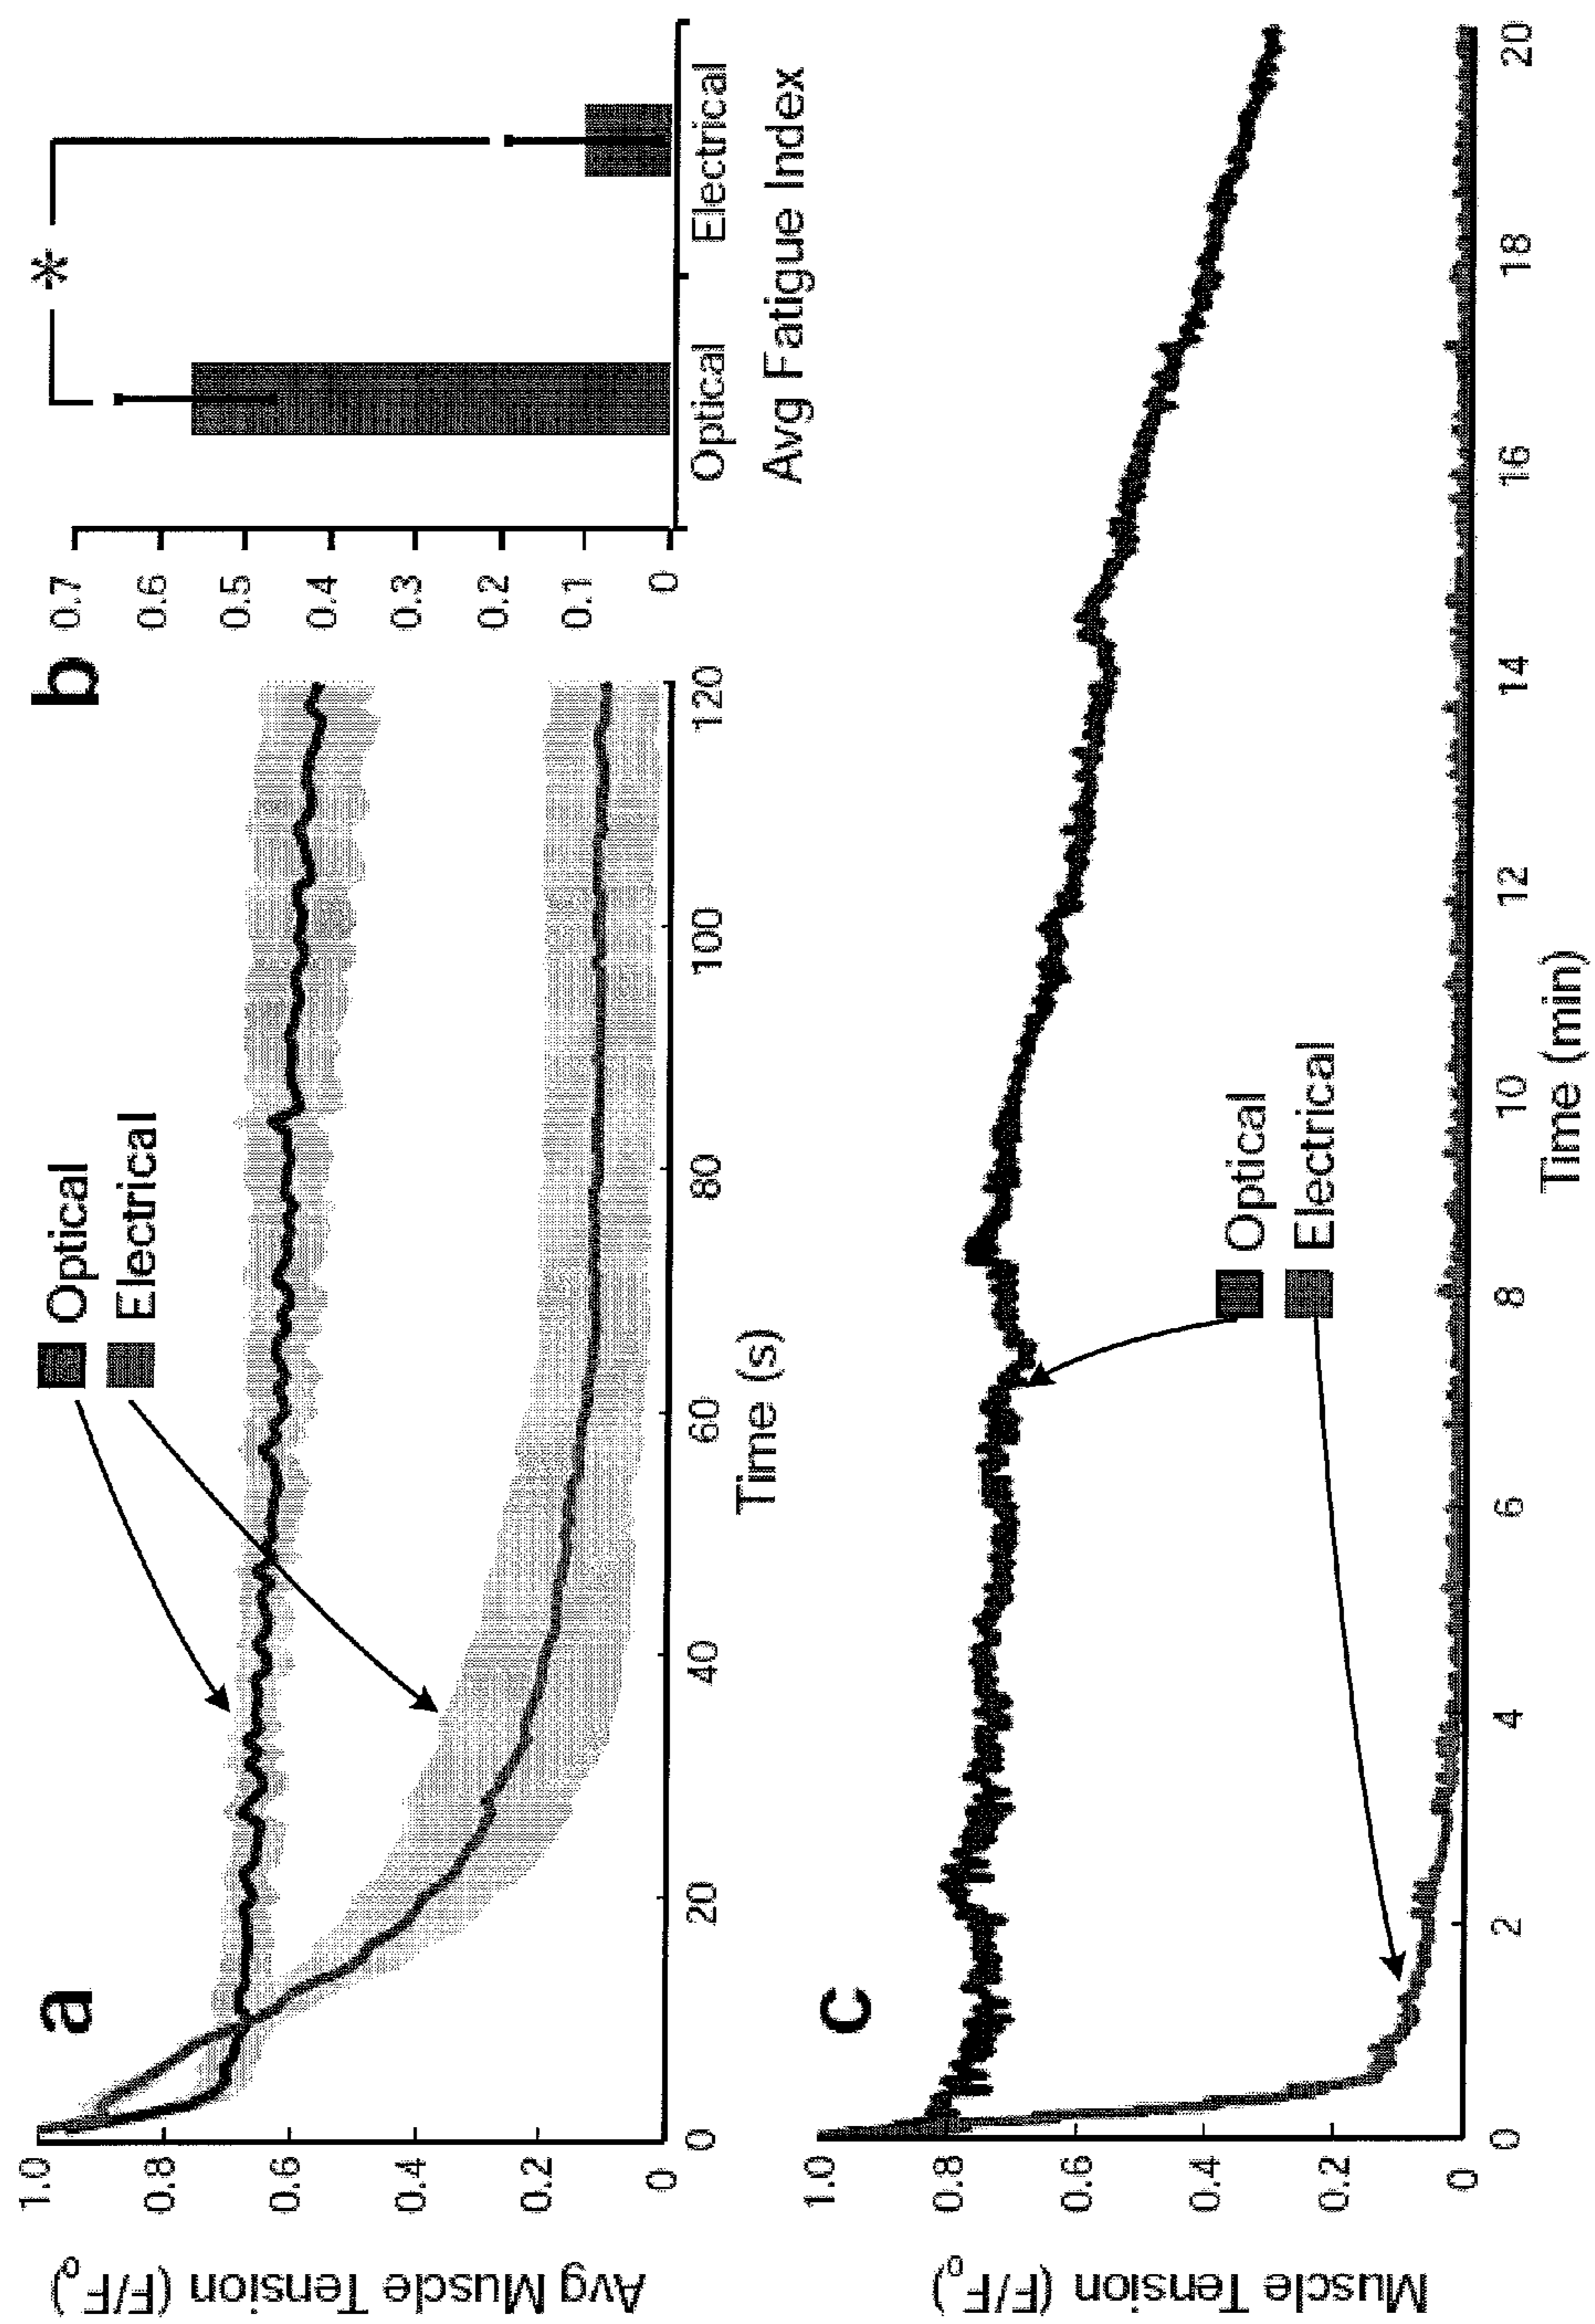 a
Avg Muscle Tension (F/Fo)
1.0
0.8
0.6
0.4
0.2
0
0 20 40 60 80 100 120
Time (s)
Optical
Electrical
b
0.7
0.6
0.5
0.4
0.3
0.2
0.1
0
*
Optical Electrical
Avg Fatigue Index
c
Muscle Tension (F/Fo)
1.0
0.8
0.6
0.4
0.2
0
0 2 4 6 8 10 12 14 16 18 20
Time (min)
Optical
Electrical